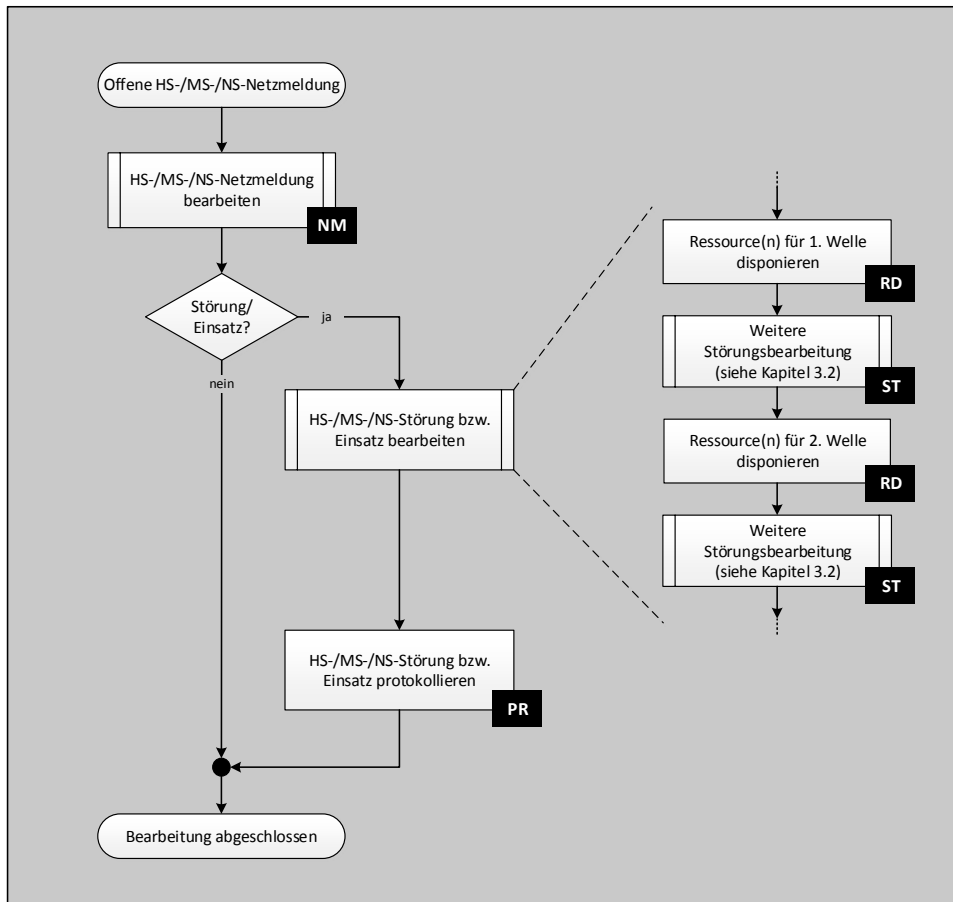 Offene HS-/MS-/NS-Netzmeldung
HS-/MS-/NS-Netzmeldung
bearbeiten
NM
Störung/
Einsatz?
ja
nein
HS-/MS-/NS-Störung bzw.
Einsatz bearbeiten
HS-/MS-/NS-Störung bzw.
Einsatz protokollieren
PR
Bearbeitung abgeschlossen
Ressource(n) für 1. Welle
disponieren
RD
Weitere
Störungsbearbeitung
(siehe Kapitel 3.2)
ST
Ressource(n) für 2. Welle
disponieren
RD
Weitere
Störungsbearbeitung
(siehe Kapitel 3.2)
ST